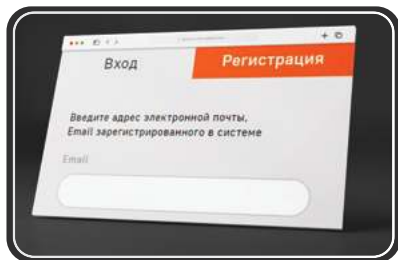 Вход
Регистрация
Введите адрес электронной почты,
Email зарегистрированного в системе
Email